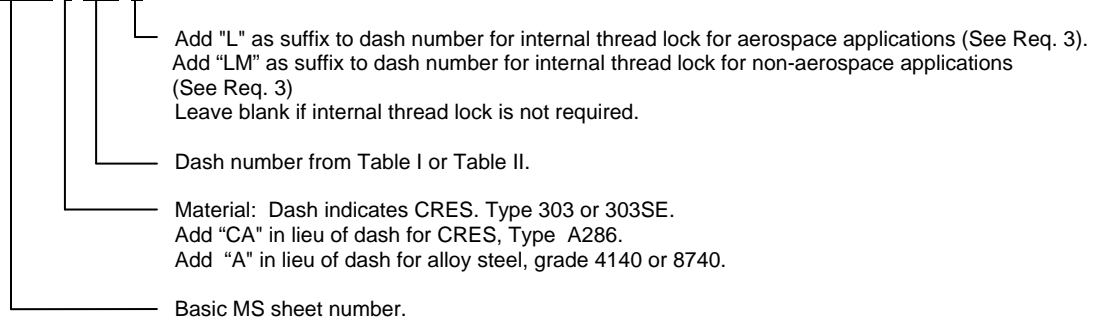 Add "L" as suffix to dash number for internal thread lock for aerospace applications (See Req. 3).
Add “LM” as suffix to dash number for internal thread lock for non-aerospace applications
(See Req. 3)
Leave blank if internal thread lock is not required.
Dash number from Table I or Table II.
Material: Dash indicates CRES. Type 303 or 303SE.
Add “CA" in lieu of dash for CRES, Type A286.
Add “A" in lieu of dash for alloy steel, grade 4140 or 8740.
Basic MS sheet number.